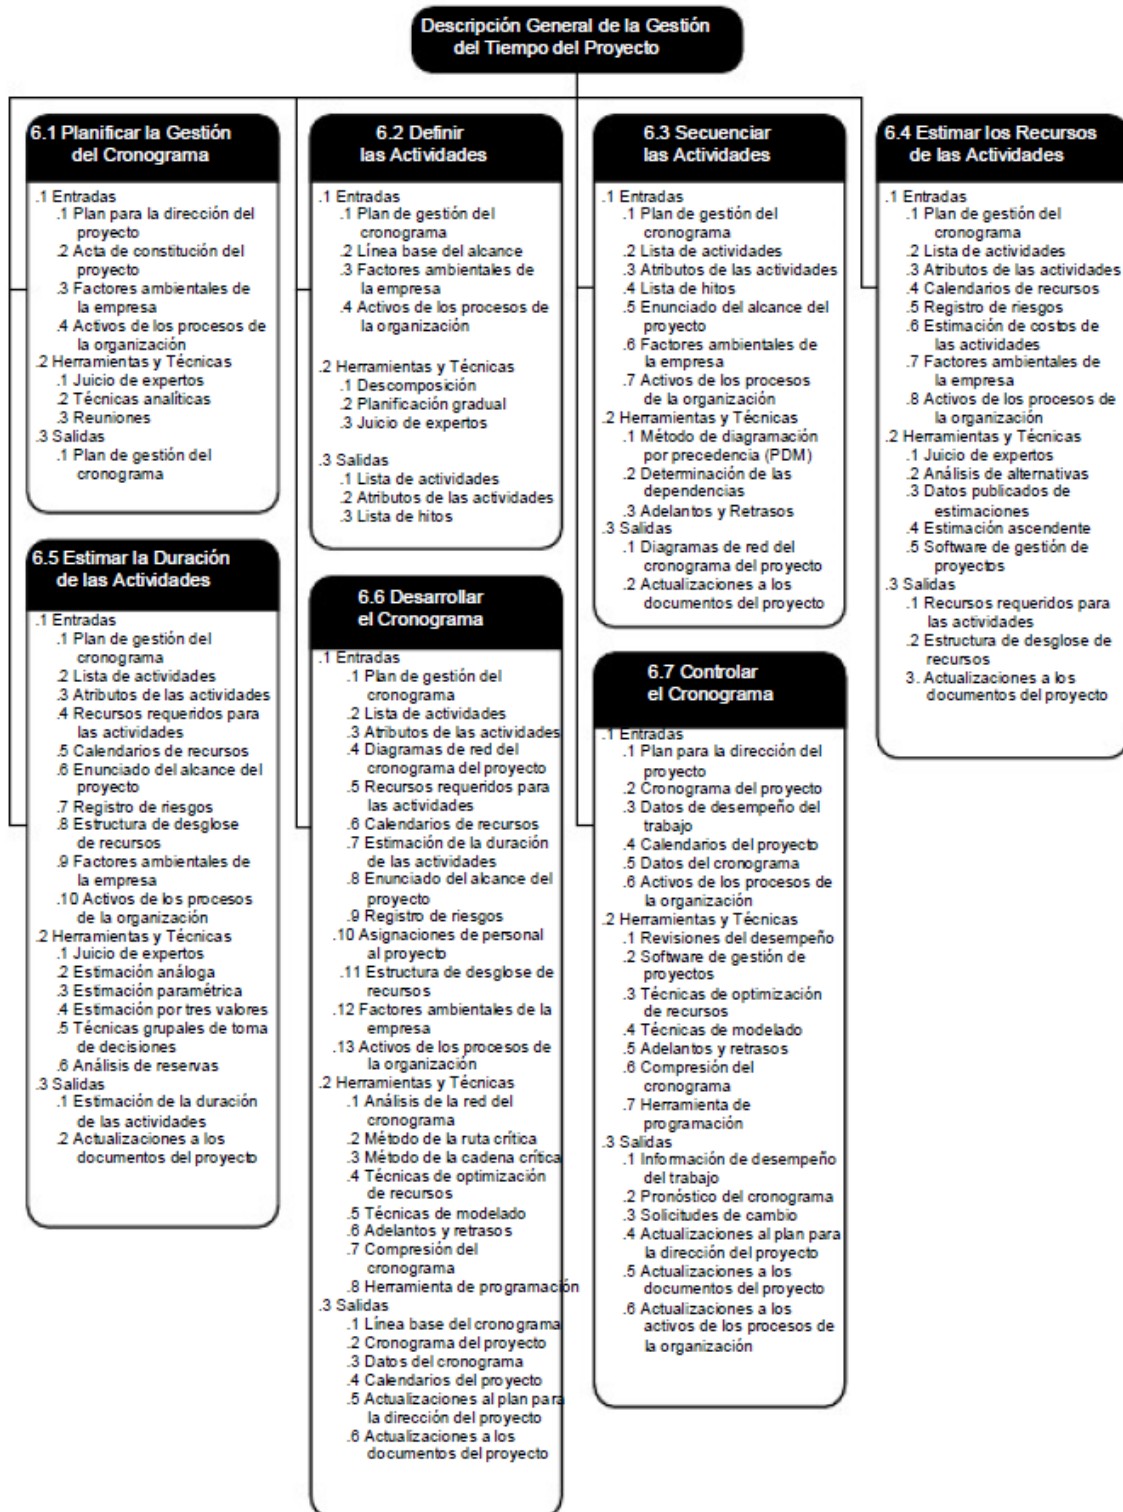 Descripción General de la Gestión
del Tiempo del Proyecto
6.1 Planificar la Gestión
del Cronograma
.1 Entradas
.1 Plan para la dirección del
proyecto
.2 Acta de constitución del
proyecto
.3 Factores ambientales de
la empresa
.4 Activos de los procesos de
la organización
.2 Herramientas y Técnicas
.1 Juicio de expertos
.2 Técnicas analíticas
.3 Reuniones
.3 Salidas
.1 Plan de gestión del
cronograma
6.2 Definir
las Actividades
.1 Entradas
.1 Plan de gestión del
cronograma
.2 Línea base del alcance
.3 Factores ambientales de
la empresa
.4 Activos de los procesos de
la organización
.2 Herramientas y Técnicas
.1 Descomposición
.2 Planificación gradual
.3 Juicio de expertos
.3 Salidas
.1 Lista de actividades
.2 Atributos de las actividades
.3 Lista de hitos
6.3 Secuenciar
las Actividades
.1 Entradas
.1 Plan de gestión del
cronograma
.2 Lista de actividades
.3 Atributos de las actividades
.4 Lista de hitos
.5 Enunciado del alcance del
proyecto
.6 Factores ambientales de
la empresa
.7 Activos de los procesos
de la organización
.2 Herramientas y Técnicas
.1 Método de diagramación
por precedencia (PDM)
.2 Determinación de las
dependencias
.3 Adelantos y Retrasos
.3 Salidas
.1 Diagramas de red del
cronograma del proyecto
.2 Actualizaciones a los
documentos del proyecto
6.4 Estimar los Recursos
de las Actividades
.1 Entradas
.1 Plan de gestión del
cronograma
.2 Lista de actividades
.3 Atributos de las actividades
.4 Calendarios de recursos
.5 Registro de riesgos
.6 Estimación de costos de
las actividades
.7 Factores ambientales de
la empresa
.8 Activos de los procesos de
la organización
.2 Herramientas y Técnicas
.1 Juicio de expertos
.2 Análisis de alternativas
.3 Datos publicados de
estimaciones
.4 Estimación ascendente
.5 Software de gestión de
proyectos
.3 Salidas
.1 Recursos requeridos para
las actividades
.2 Estructura de desglose de
recursos
3. Actualizaciones a los
documentos del proyecto
6.5 Estimar la Duración
de las Actividades
.1 Entradas
.1 Plan de gestión del
cronograma
.2 Lista de actividades
.3 Atributos de las actividades
.4 Recursos requeridos para
las actividades
.5 Calendarios de recursos
.6 Enunciado del alcance del
proyecto
.7 Registro de riesgos
.8 Estructura de desglose
de recursos
.9 Factores ambientales de
la empresa
.10 Activos de los procesos
de la organización
.2 Herramientas y Técnicas
.1 Juicio de expertos
.2 Estimación análoga
.3 Estimación paramétrica
.4 Estimación por tres valores
.5 Técnicas grupales de toma
de decisiones
.6 Análisis de reservas
.3 Salidas
.1 Estimación de la duración
de las actividades
.2 Actualizaciones a los
documentos del proyecto
6.6 Desarrollar
el Cronograma
.1 Entradas
.1 Plan de gestión del
cronograma
.2 Lista de actividades
.3 Atributos de las actividades
.4 Diagramas de red del
cronograma del proyecto
.5 Recursos requeridos para
las actividades
.6 Calendarios de recursos
.7 Estimación de la duración
de las actividades
.8 Enunciado del alcance del
proyecto
.9 Registro de riesgos
.10 Asignaciones de personal
al proyecto
.11 Estructura de desglose de
recursos
.12 Factores ambientales de la
empresa
.13 Activos de los procesos de
la organización
.2 Herramientas y Técnicas
.1 Análisis de la red del
cronograma
.2 Método de la ruta crítica
.3 Método de la cadena crítica
.4 Técnicas de optimización
de recursos
.5 Técnicas de modelado
.6 Adelantos y retrasos
.7 Compresión del
cronograma
.8 Herramienta de programación
.3 Salidas
.1 Línea base del cronograma
.2 Cronograma del proyecto
.3 Datos del cronograma
.4 Calendarios del proyecto
.5 Actualizaciones al plan para
la dirección del proyecto
.6 Actualizaciones a los
documentos del proyecto
6.7 Controlar
el Cronograma
.1 Entradas
.1 Plan para la dirección del
proyecto
.2 Cronograma del proyecto
.3 Datos de desempeño del
trabajo
.4 Calendarios del proyecto
.5 Datos del cronograma
.6 Activos de los procesos de
la organización
.2 Herramientas y Técnicas
.1 Revisiones del desempeño
.2 Software de gestión de
proyectos
.3 Técnicas de optimización
de recursos
.4 Técnicas de modelado
.5 Adelantos y retrasos
.6 Compresión del
cronograma
.7 Herramienta de
programación
.3 Salidas
.1 Información de desempeño
del trabajo
.2 Pronóstico del cronograma
.3 Solicitudes de cambio
.4 Actualizaciones al plan para
la dirección del proyecto
.5 Actualizaciones a los
documentos del proyecto
.6 Actualizaciones a los
activos de los procesos de
la organización